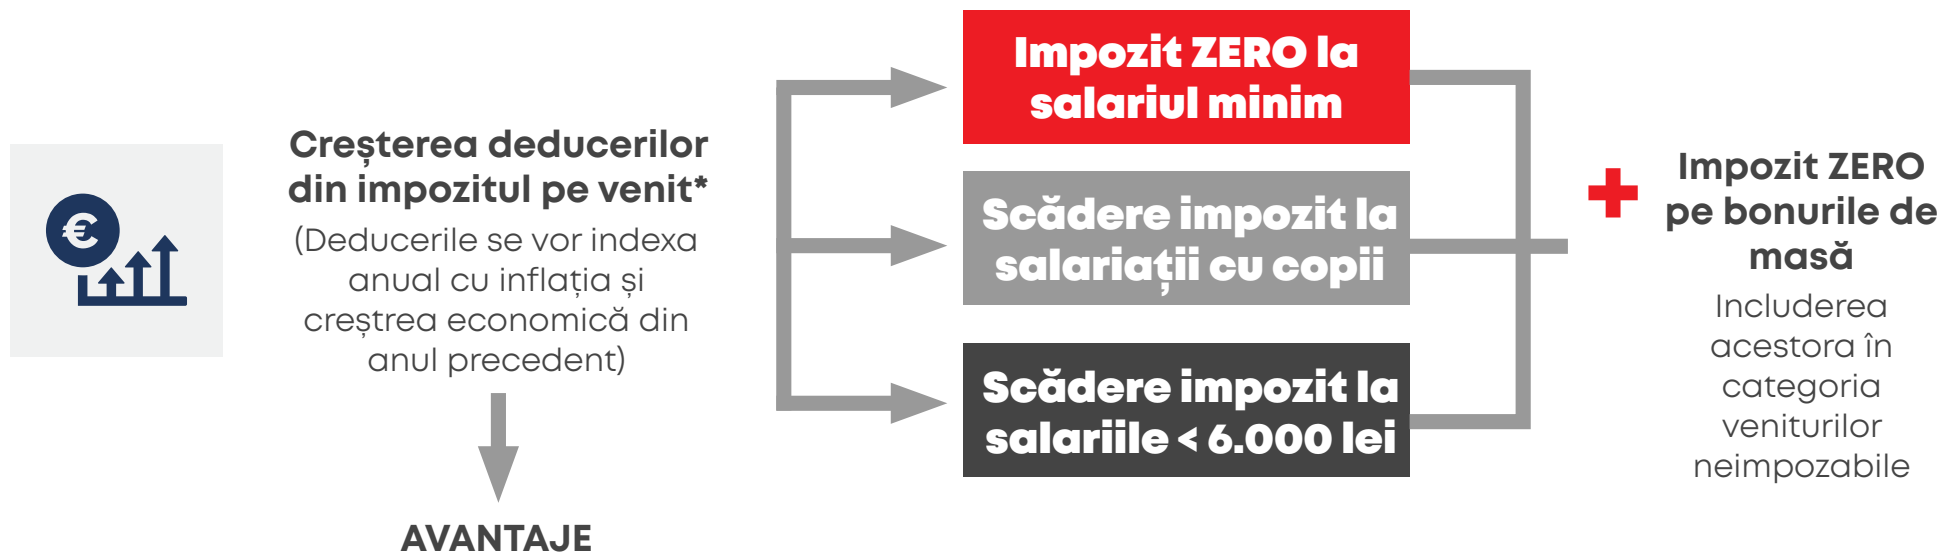 Creșterea deducerilor
din impozitul pe venit*
(Deducerile se vor indexa
anual cu inflația și
creștrea economică din
anul precedent)
AVANTAJE
Impozit ZERO la
salariul minim
Scădere impozit la
salariații cu copii
Scădere impozit la
salariile < 6.000 lei
Impozit ZERO
pe bonurile de
masă
Includerea
acestora în
categoria
veniturilor
neimpozabile